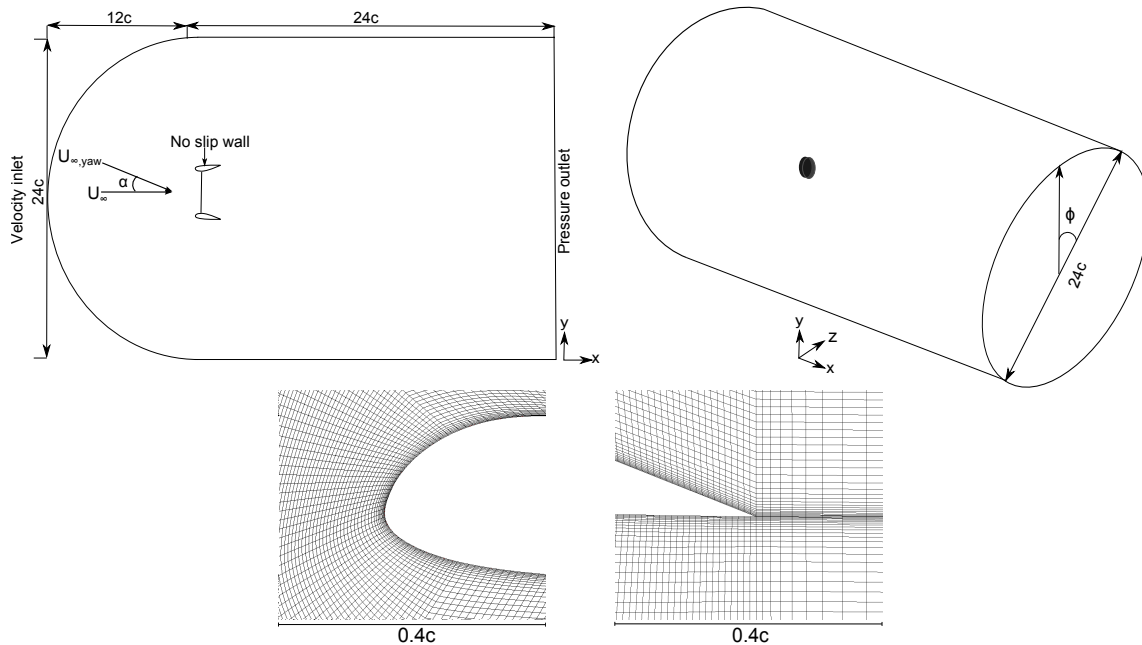 12c
24c
No slip wall
U∞,yaw
α
U∞
Velocity inlet
24c
Pressure outlet
y
x
ϕ
24c
y
z
x
0.4c
0.4c